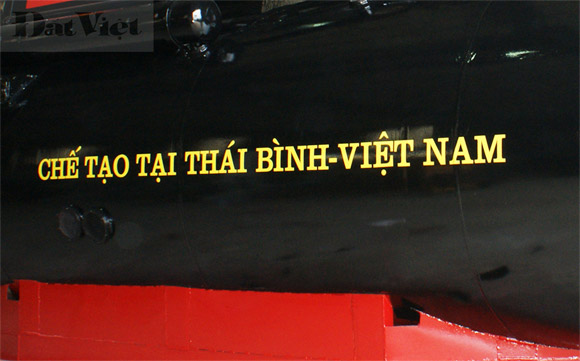 Đất Việt
CHẾ TẠO TẠI THÁI BÌNH-VIỆT NAM